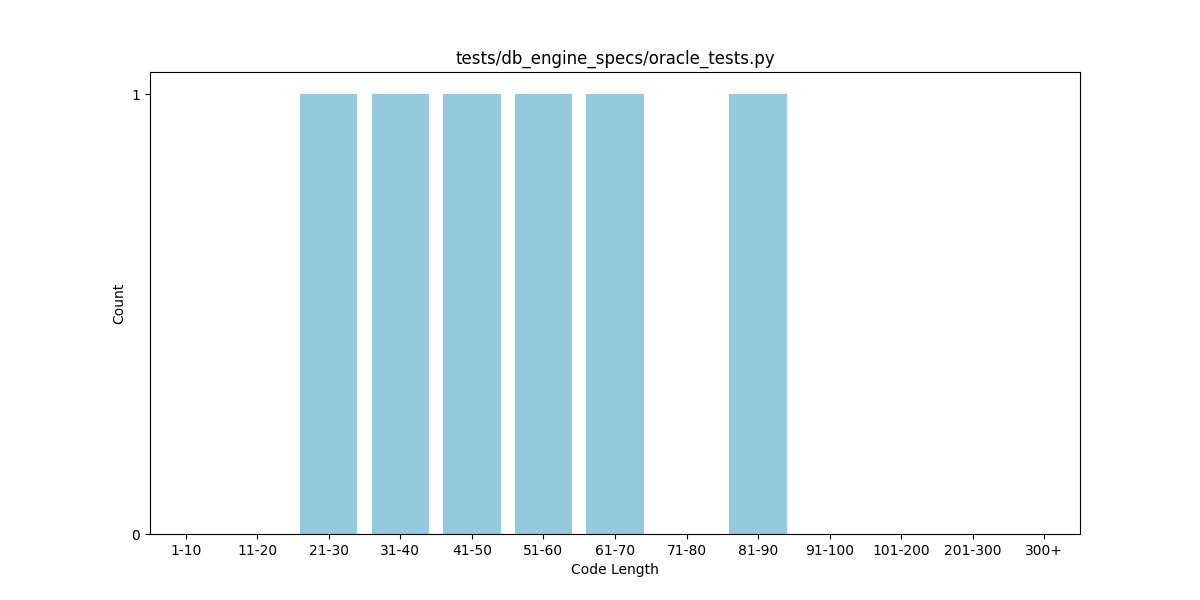 tests/db_engine_specs/oracle_tests.py
Count
1
0
1-10 11-20 21-30 31-40 41-50 51-60 61-70 71-80 81-90 91-100 101-200 201-300 300+
Code Length